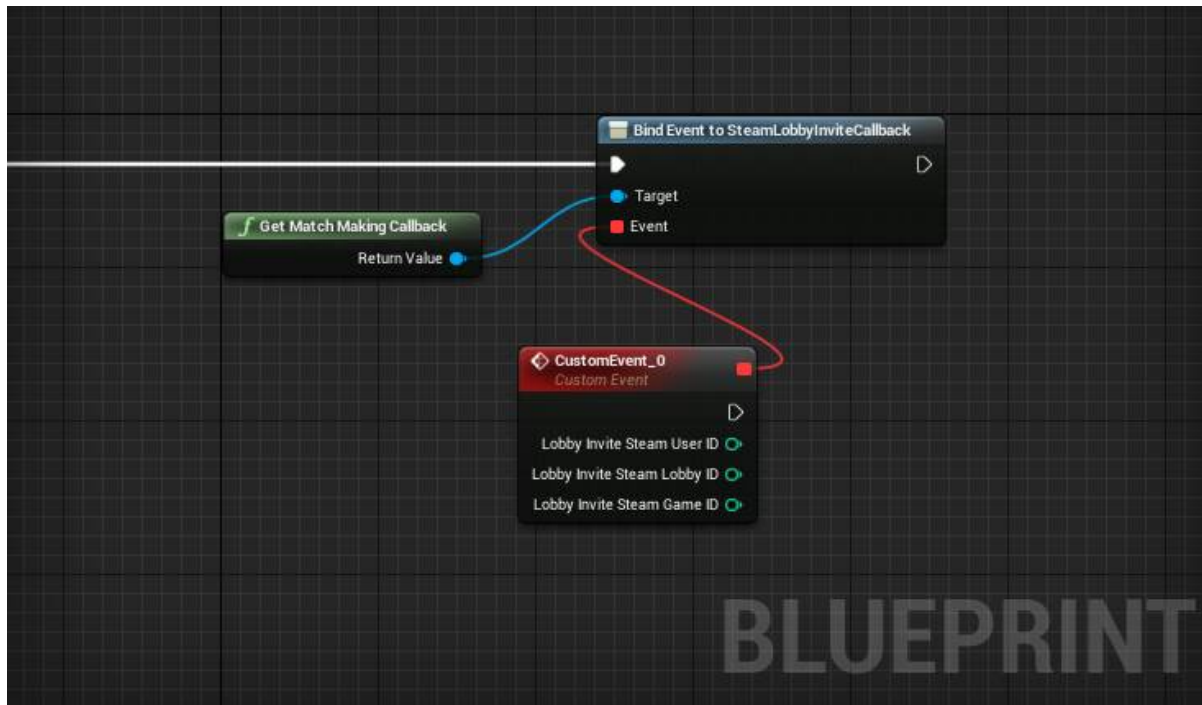 Bind Event to SteamLobbyInviteCallback
Target
Event
f Get Match Making Callback
Return Value
CustomEvent_0
Custom Event
Lobby Invite Steam User ID
Lobby Invite Steam Lobby ID
Lobby Invite Steam Game ID
BLUEPRINT